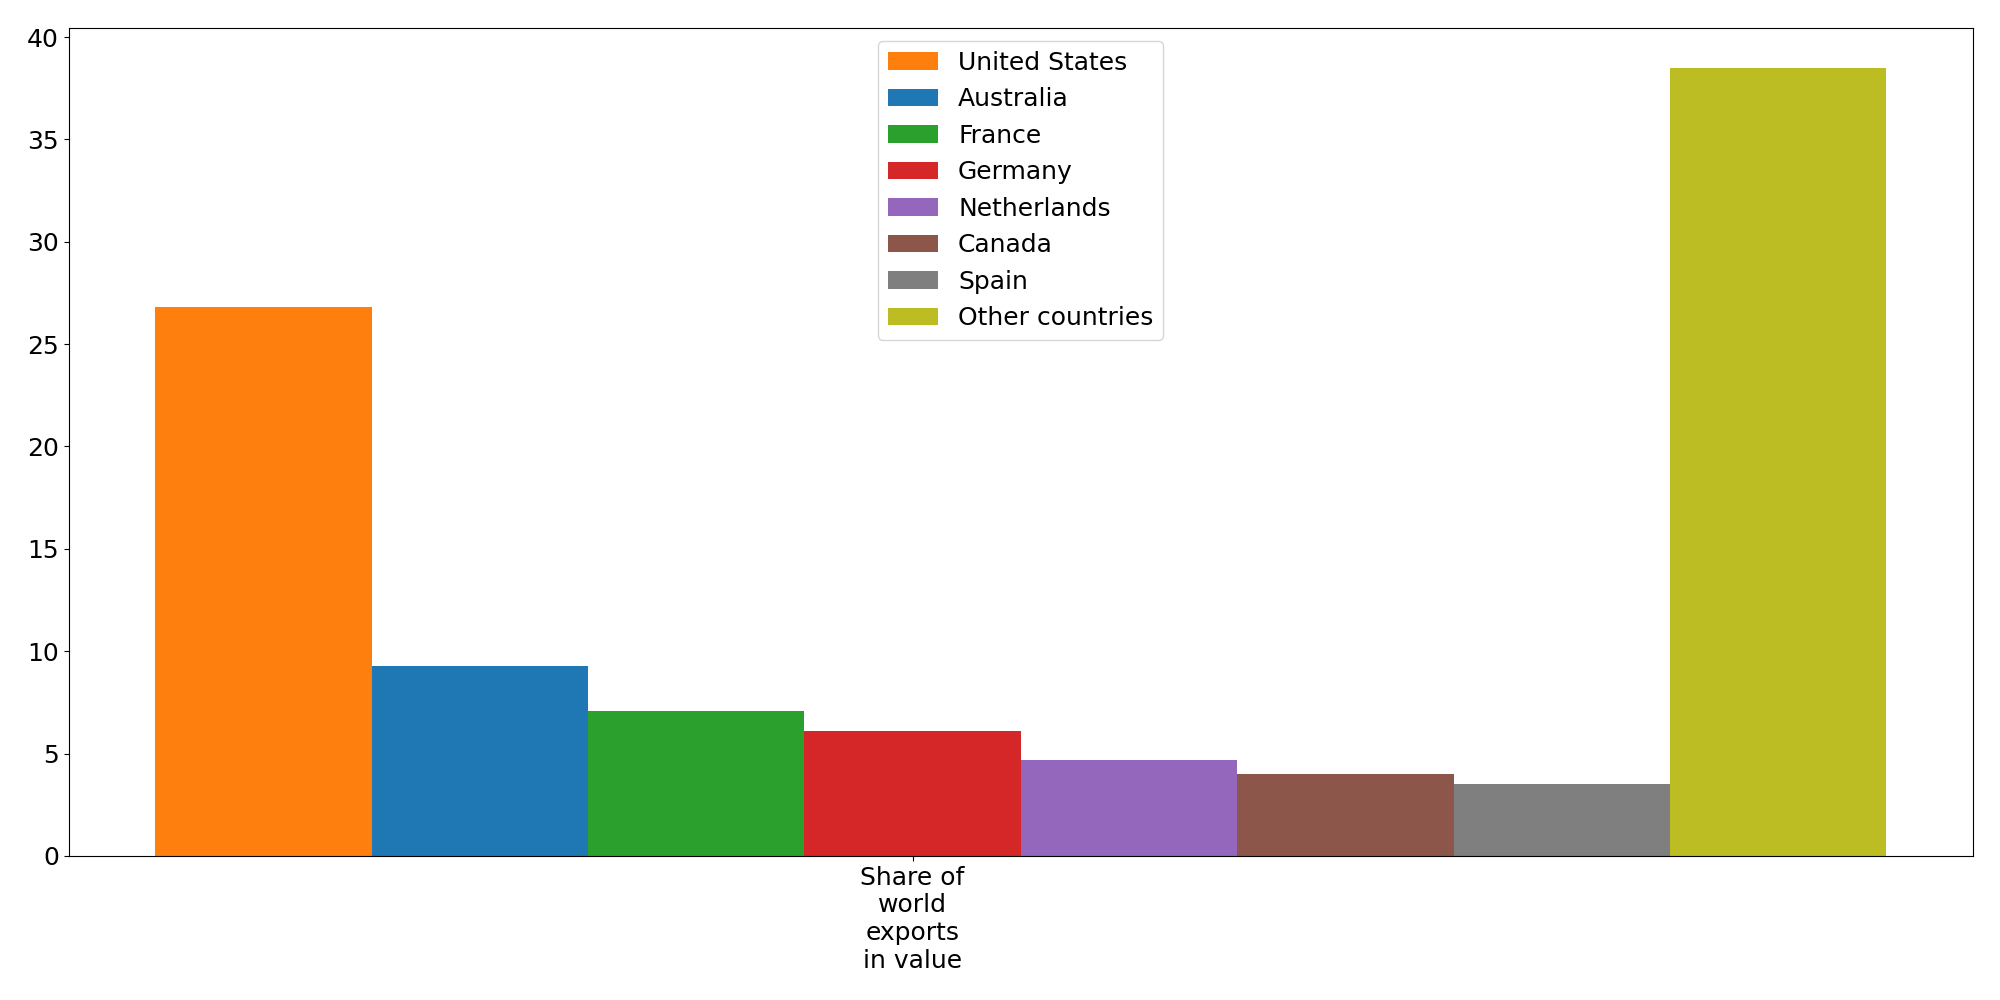 40
35
30
25
20
15
10
5
0
United States
Australia
France
Germany
Netherlands
Canada
Spain
Other countries
Share of
world
exports
in value